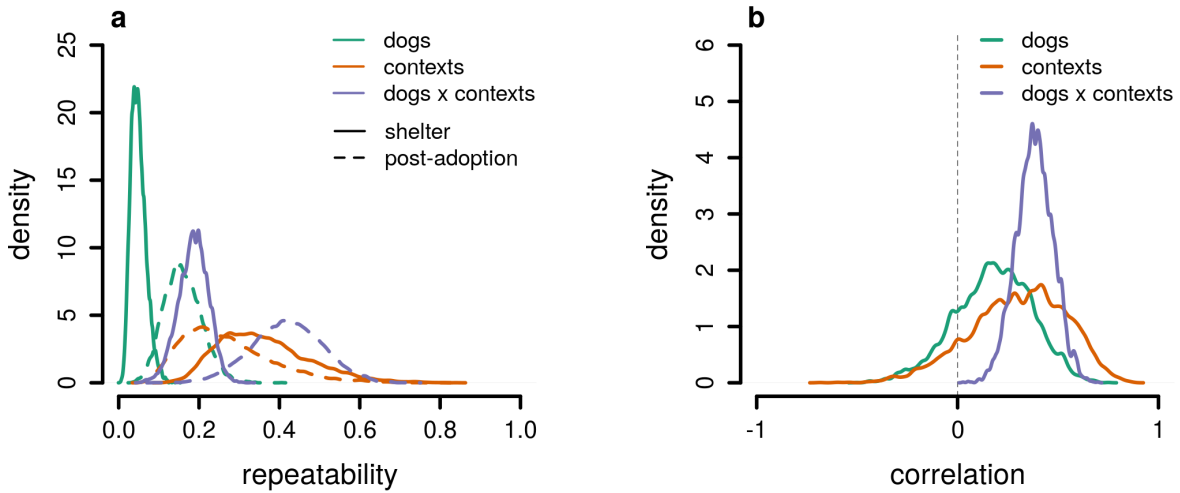 a
25
20
15
10
5
0
density
0.0 0.2 0.4 0.6 0.8 1.0
repeatability
dogs
contexts
dogs x contexts
shelter
post-adoption
b
6
5
4
3
2
1
0
density
-1 0 1
correlation
dogs
contexts
dogs x contexts